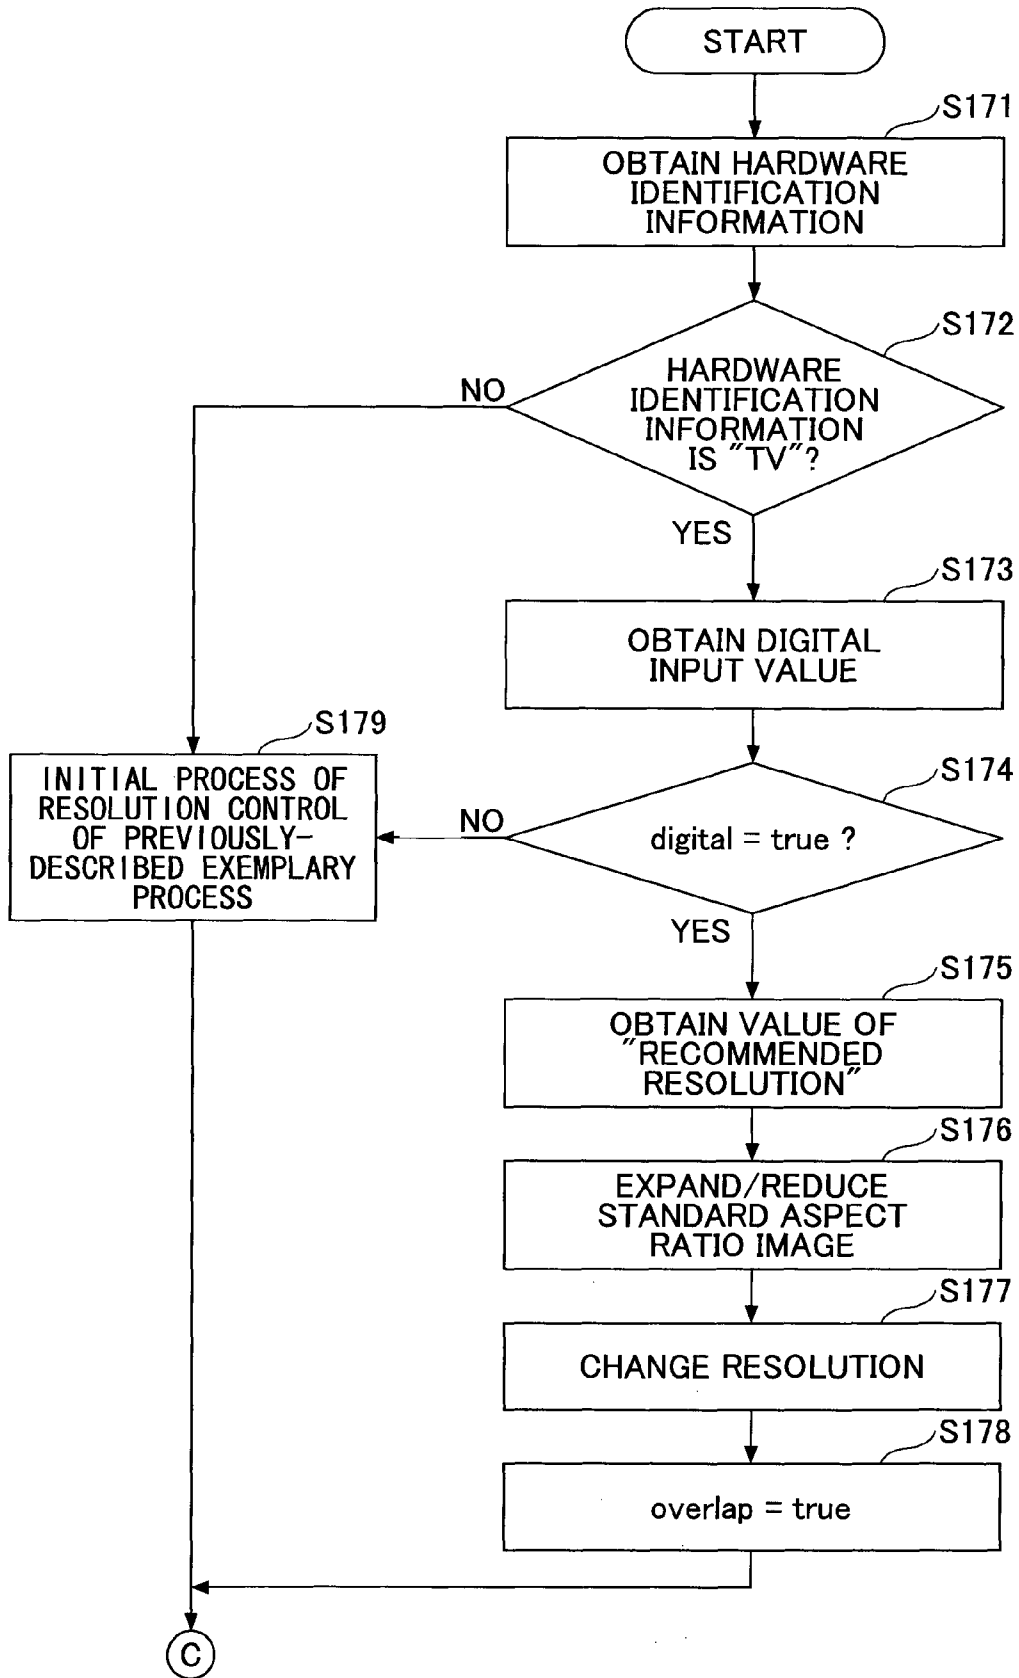 START
S171
OBTAIN HARDWARE
IDENTIFICATION
INFORMATION
S172
HARDWARE
IDENTIFICATION
INFORMATION
IS "TV"?
NO
YES
S173
OBTAIN DIGITAL
INPUT VALUE
S179
INITIAL PROCESS OF
RESOLUTION CONTROL
OF PREVIOUSLY-
DESCRIBED EXEMPLARY
PROCESS
S174
digital = true ?
NO
YES
S175
OBTAIN VALUE OF
"RECOMMENDED
RESOLUTION"
S176
EXPAND/REDUCE
STANDARD ASPECT
RATIO IMAGE
S177
CHANGE RESOLUTION
S178
overlap = true
C